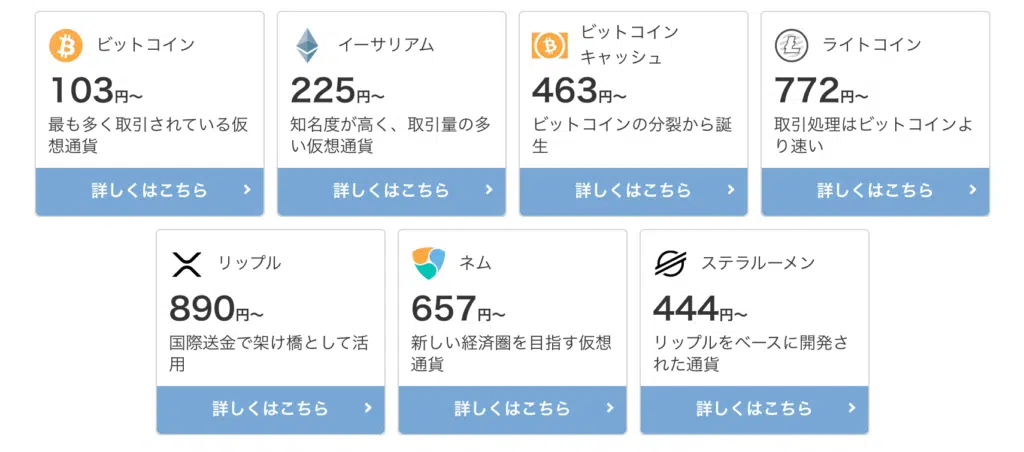 ビットコイン
103円〜
最も多く取引されている仮
想通貨
詳しくはこちら
イーサリアム
225円〜
知名度が高く、取引量の多
い仮想通貨
詳しくはこちら
ビットコイン
キャッシュ
463円〜
ビットコインの分裂から誕
生
詳しくはこちら
ライトコイン
772円〜
取引処理はビットコインよ
り速い
詳しくはこちら
リップル
890円〜
国際送金で架け橋として活
用
詳しくはこちら
ネム
657円〜
新しい経済圏を目指す仮想
通貨
詳しくはこちら
ステラルーメン
444円〜
リップルをベースに開発さ
れた通貨
詳しくはこちら